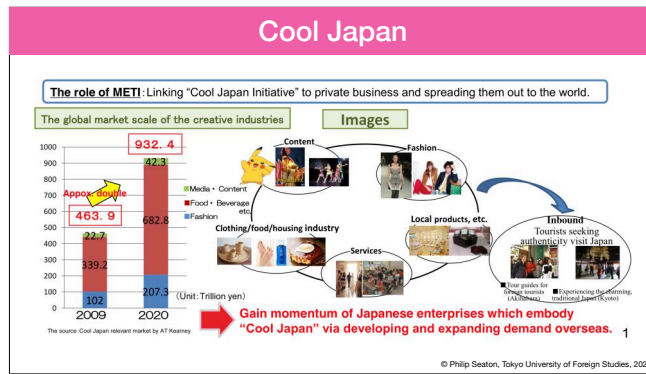 Cool Japan
The role of METI：Linking “Cool Japan Initiative” to private business and spreading them out to the world.
The global market scale of the creative industries
Images
1000
900
800
700
600
500
400
300
200
100
0
932. 4
42.3
682.8
207.3
Appox. double
463. 9
22.7
339.2
102
2009
2020
■Media・ Content
■Food・ Beverage
etc.
■Fashion
（Unit：Trillion yen）
The source: Cool Japan relevant market by AT Kearney
Content
Fashion
Local products, etc.
Services
Clothing/food/housing industry
Inbound
Tourists seeking
authenticity visit Japan
■Tour guides for
foreign tourists
(Akihabara)
■Experiencing the charming,
traditional Japan (Kyoto)
Gain momentum of Japanese enterprises which embody
“Cool Japan” via developing and expanding demand overseas.
1
© Philip Seaton, Tokyo University of Foreign Studies, 202